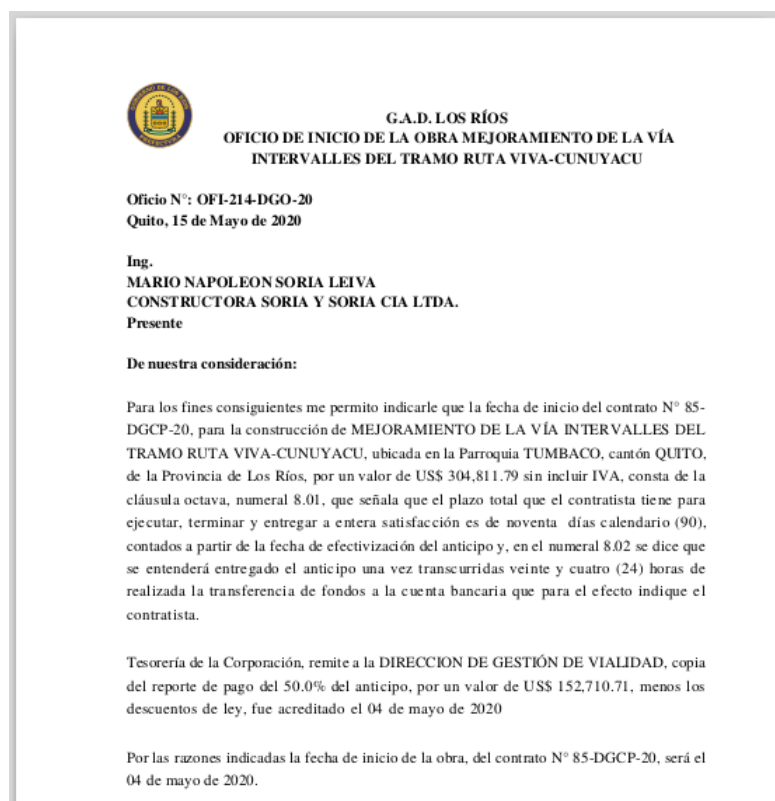 G.A.D. LOS RÍOS
OFICIO DE INICIO DE LA OBRA MEJORAMIENTO DE LA VÍA
INTERVALLES DEL TRAMO RUTA VIVA-CUNUYACU
Oficio N°: OFI-214-DGO-20
Quito, 15 de Mayo de 2020
Ing.
MARIO NAPOLEON SORIA LEIVA
CONSTRUCTORA SORIA Y SORIA CIA LTDA.
Presente
De nuestra consideración:
Para los fines consiguientes me permito indicarle que la fecha de inicio del contrato N° 85-
DGCP-20, para la construcción de MEJORAMIENTO DE LA VÍA INTERVALLES DEL
TRAMO RUTA VIVA-CUNUYACU, ubicada en la Parroquia TUMBACO, cantón QUITO,
de la Provincia de Los Ríos, por un valor de US$ 304,811.79 sin incluir IVA, consta de la
cláusula octava, numeral 8.01, que señala que el plazo total que el contratista tiene para
ejecutar, terminar y entregar a entera satisfacción es de noventa días calendario (90),
contados a partir de la fecha de efectivización del anticipo y, en el numeral 8.02 se dice que
se entenderá entregado el anticipo una vez transcurridas veinte y cuatro (24) horas de
realizada la transferencia de fondos a la cuenta bancaria que para el efecto indique el
contratista.
Tesorería de la Corporación, remite a la DIRECCION DE GESTIÓN DE VIALIDAD, copia
del reporte de pago del 50.0% del anticipo, por un valor de US$ 152,710.71, menos los
descuentos de ley, fue acreditado el 04 de mayo de 2020
Por las razones indicadas la fecha de inicio de la obra, del contrato N° 85-DGCP-20, será el
04 de mayo de 2020.